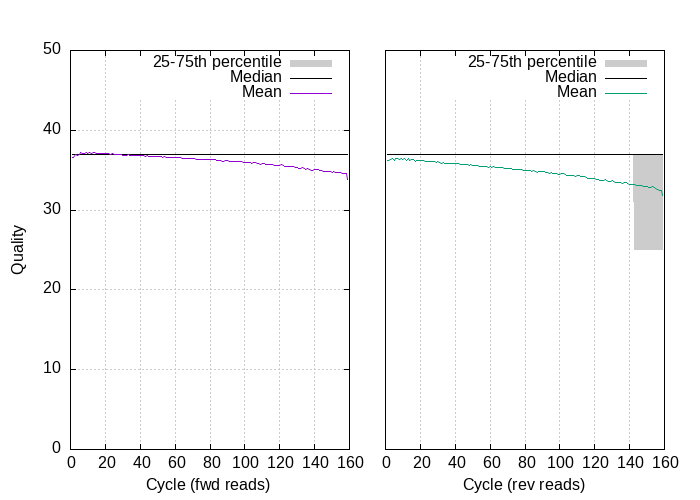 50
40
30
20
10
0
Quality
25-75th percentile
Median
Mean
0 20 40 60 80 100 120 140 160
Cycle (fwd reads)
25-75th percentile
Median
Mean
0 20 40 60 80 100 120 140 160
Cycle (rev reads)